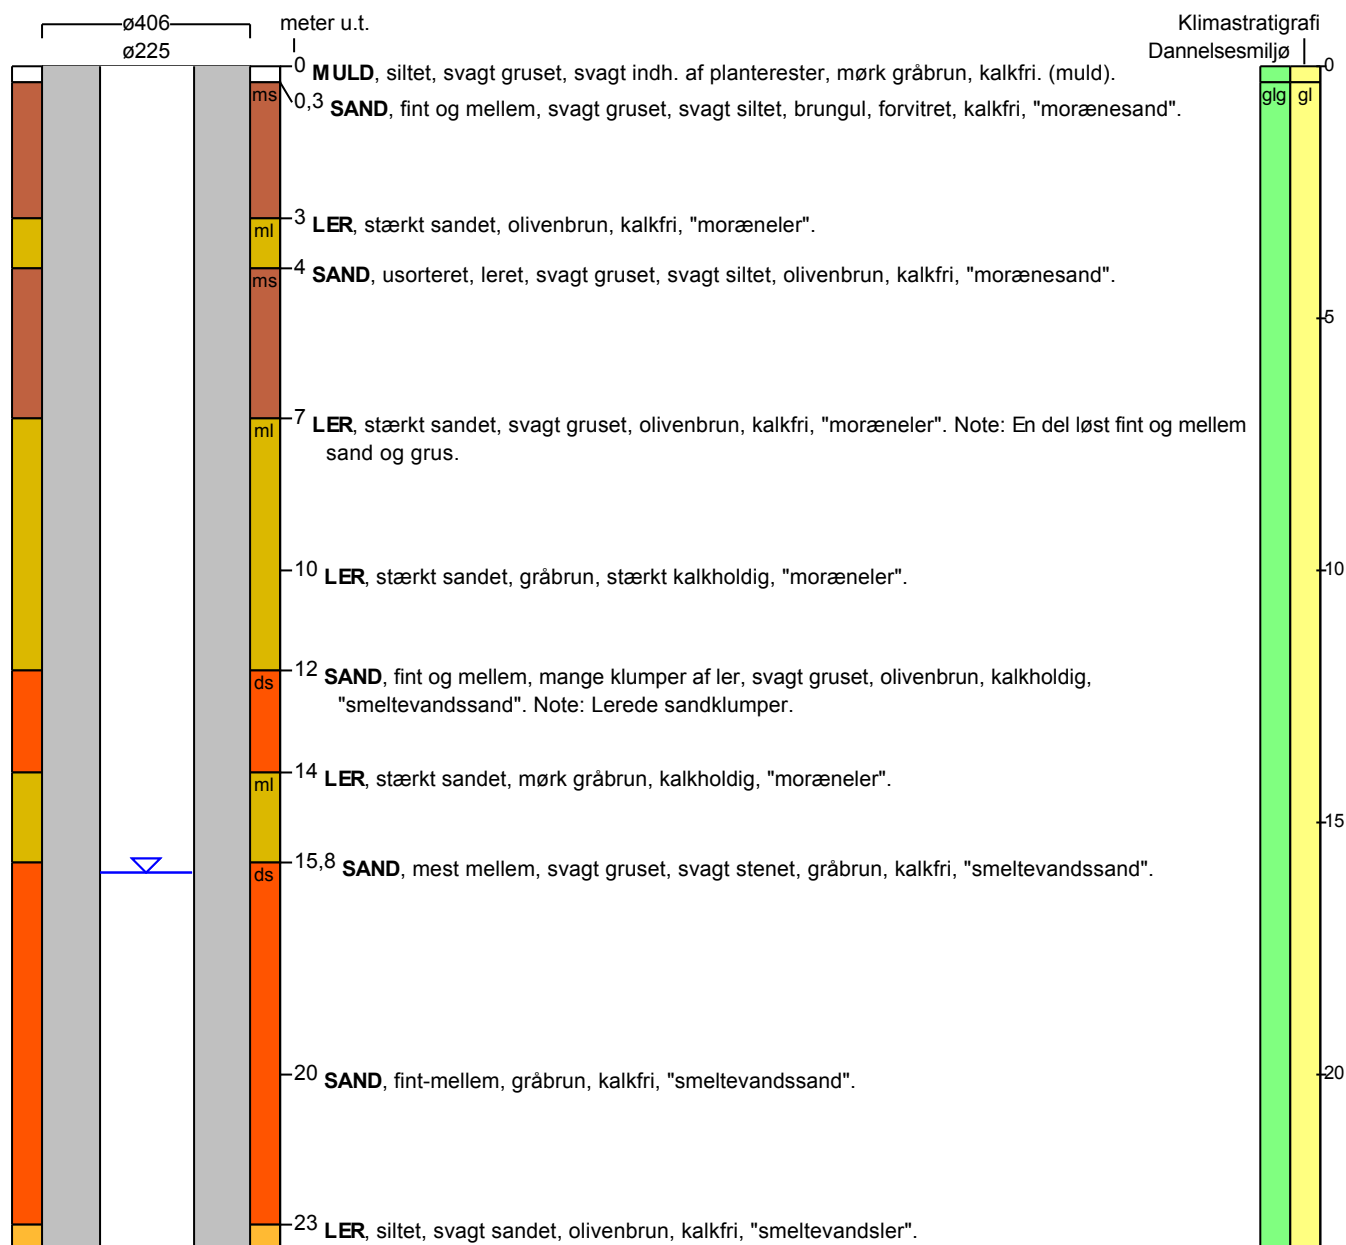 ø406
meter u.t.
Klimastratigrafi
ø225
Dannelsesmiljø
0 MULD, siltet, svagt gruset, svagt indh. af planterester, mørk gråbrun, kalkfri. (muld).
0
ms 0,3 SAND, fint og mellem, svagt gruset, svagt siltet, brungul, forvitret, kalkfri, "morænesand".
glg gl
3 LER, stærkt sandet, olivenbrun, kalkfri, "moræneler".
ml
4 SAND, usorteret, leret, svagt gruset, svagt siltet, olivenbrun, kalkfri, "morænesand".
ms
5
7 LER, stærkt sandet, svagt gruset, olivenbrun, kalkfri, "moræneler". Note: En del løst fint og mellem
ml
sand og grus.
10 LER, stærkt sandet, gråbrun, stærkt kalkholdig, "moræneler".
10
12 SAND, fint og mellem, mange klumper af ler, svagt gruset, olivenbrun, kalkholdig,
ds
"smeltevandssand". Note: Lerede sandklumper.
14 LER, stærkt sandet, mørk gråbrun, kalkholdig, "moræneler".
ml
15
15,8 SAND, mest mellem, svagt gruset, svagt stenet, gråbrun, kalkfri, "smeltevandssand".
ds
20 SAND, fint-mellem, gråbrun, kalkfri, "smeltevandssand".
20
23 LER, siltet, svagt sandet, olivenbrun, kalkfri, "smeltevandsler".